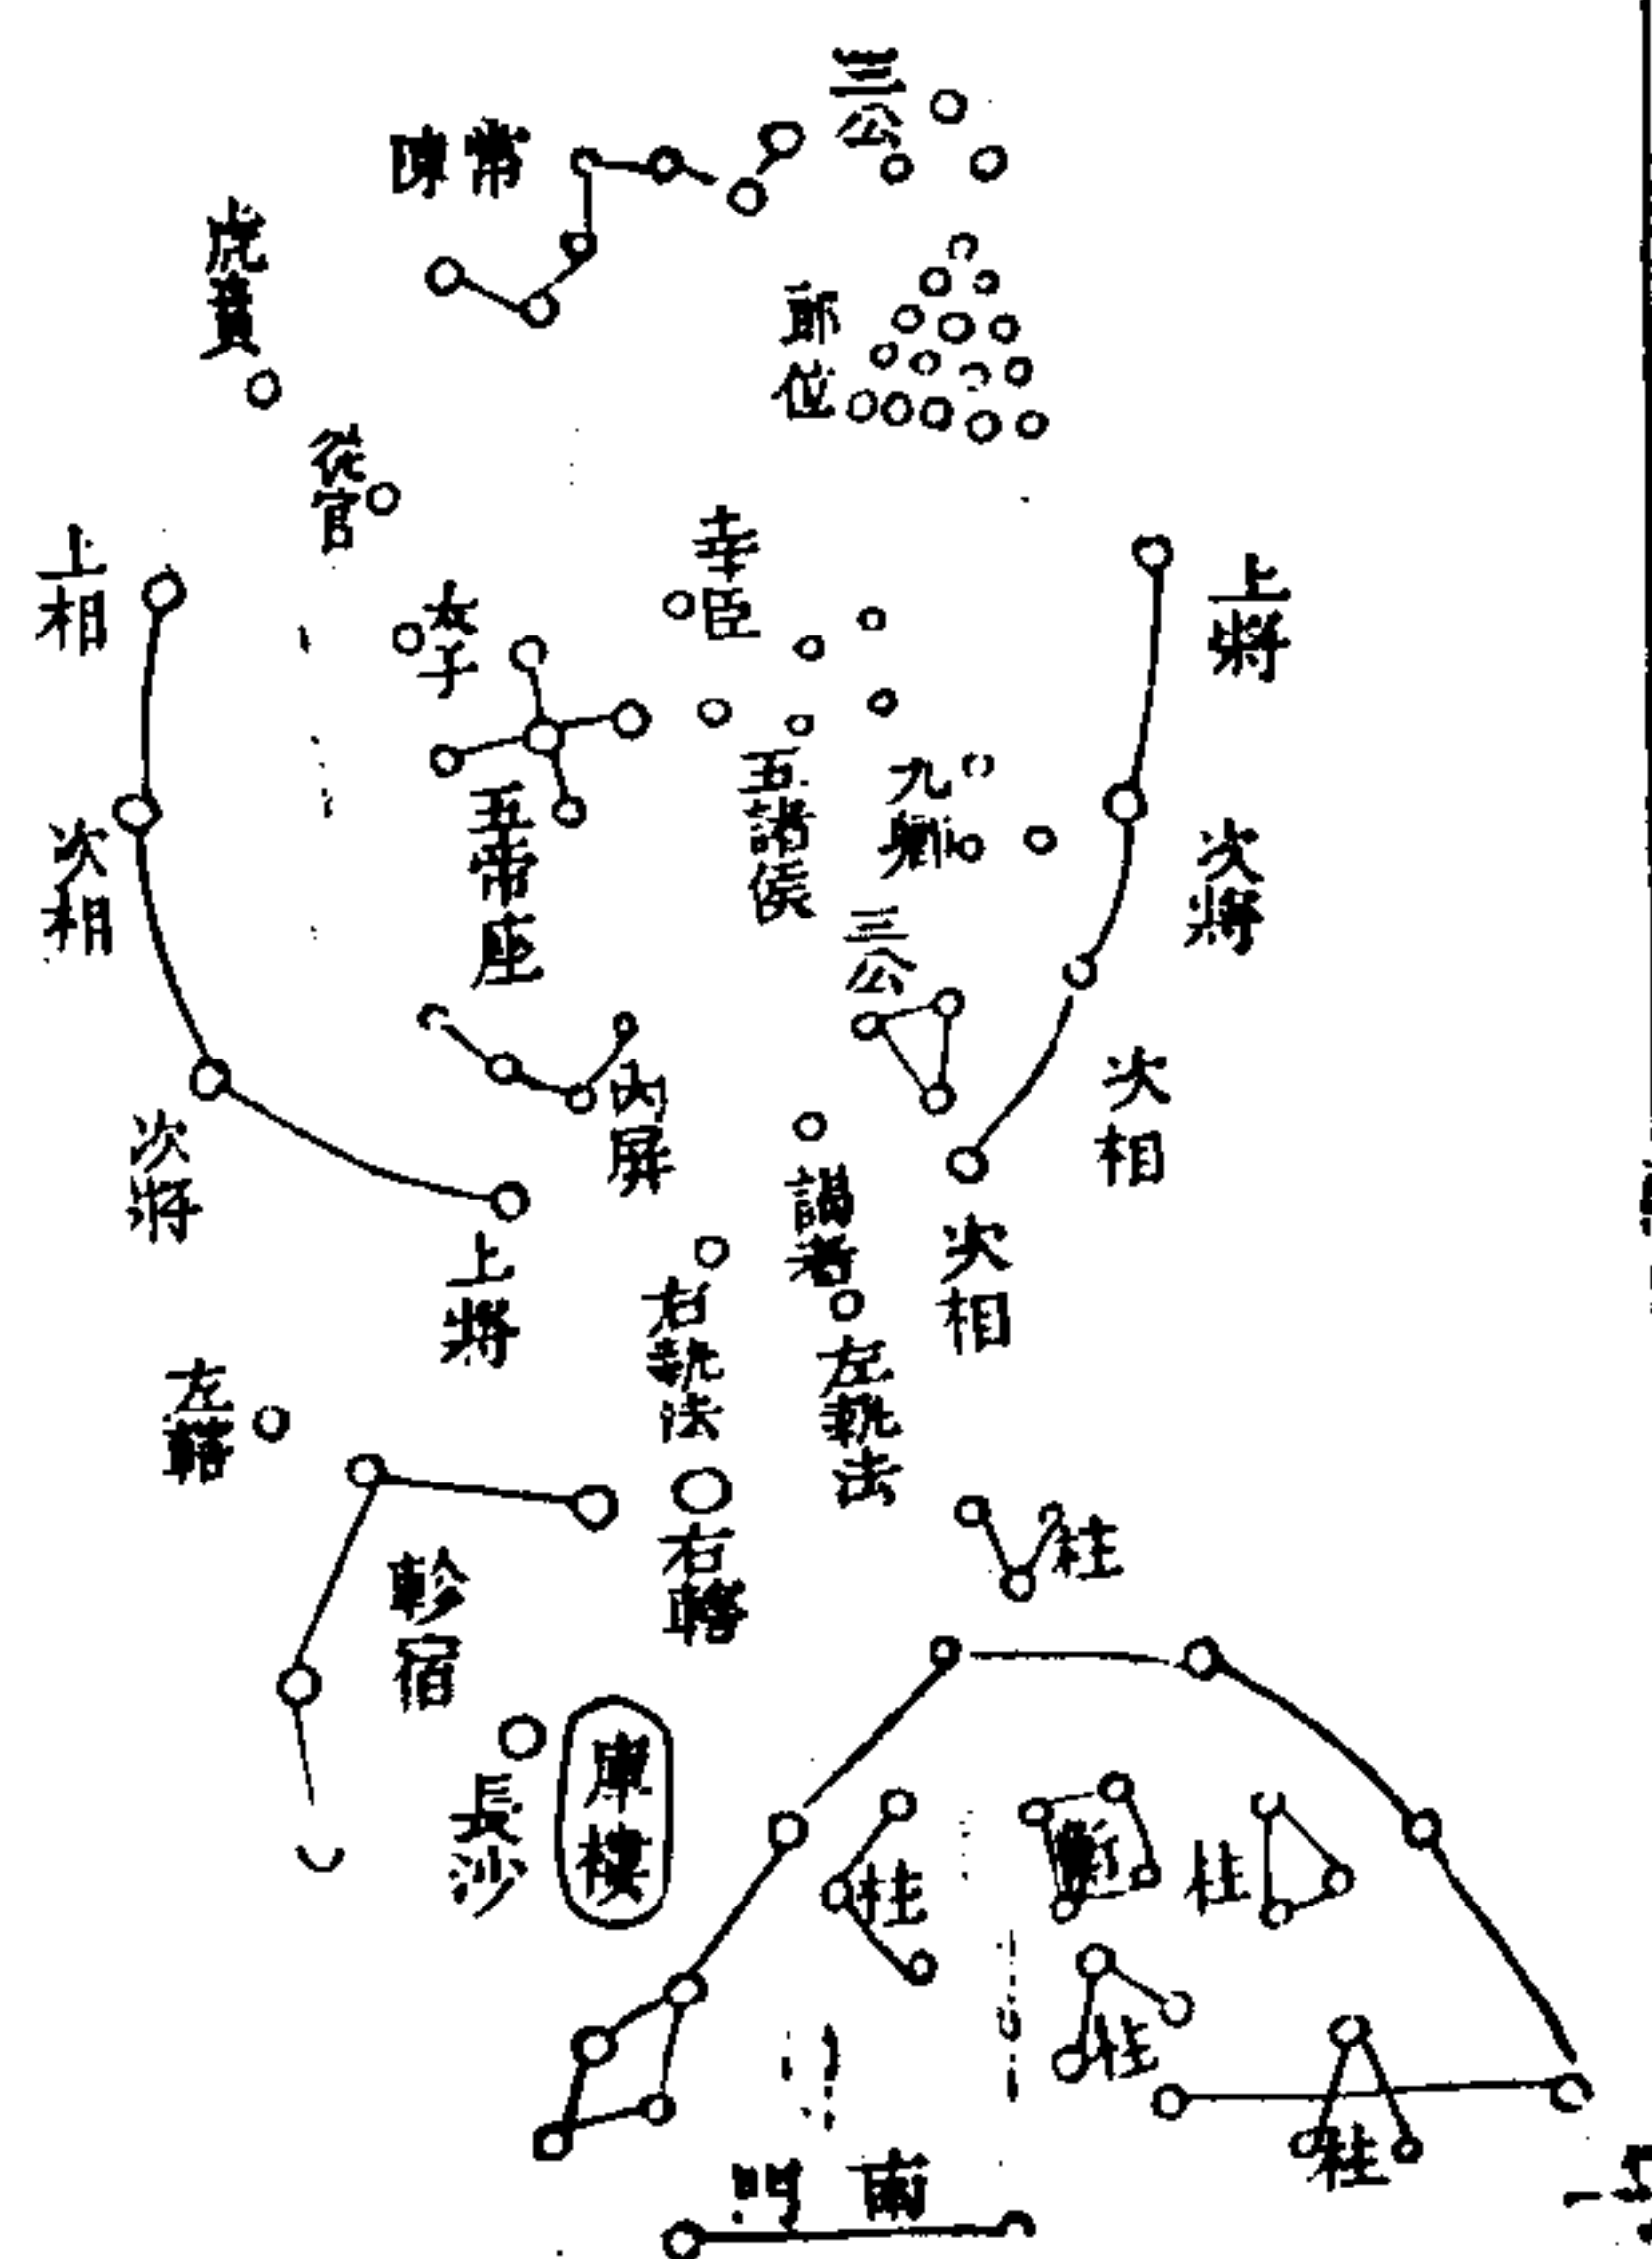 三公
常陳
郎位
虎賁
從官
幸臣
女子
上將
上相
五帝座
五諸侯
九卿
次將
次相
三公
內屏
次相
次將
謁者
次相
上將
右執法
左執法
左轄
右轄
軫宿
柱
庫樓
長沙
柱
衡
柱
柱
柱
南門